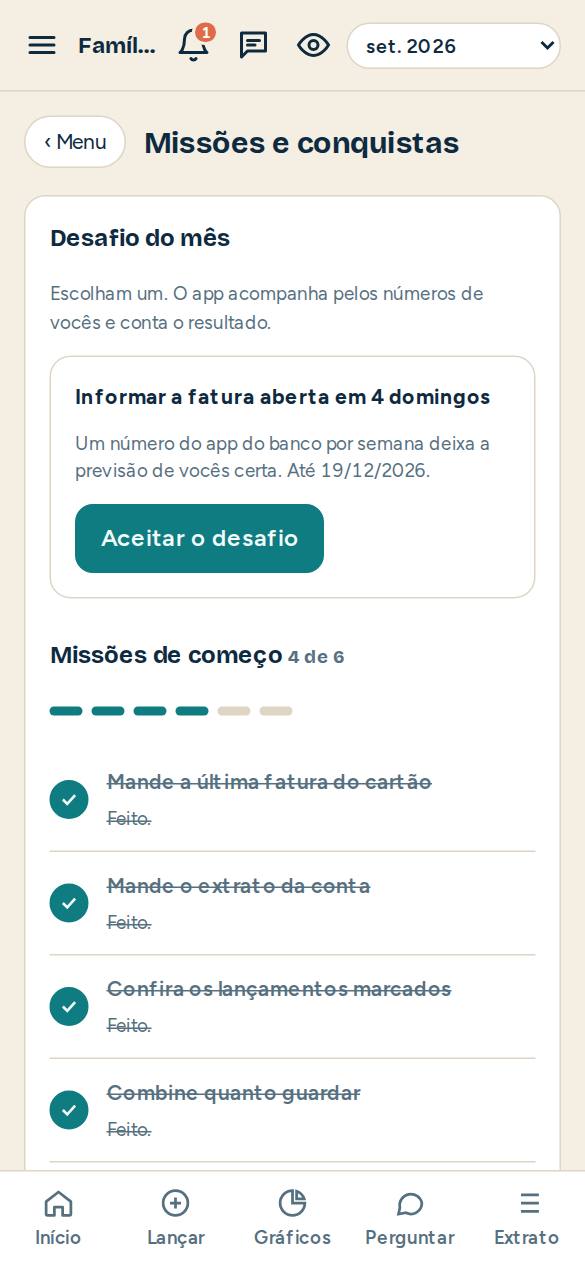 Famíl...
1
set. 2026
‹ Menu
Missões e conquistas
Desafio do mês
Escolham um. O app acompanha pelos números de
vocês e conta o resultado.
Informar a fatura aberta em 4 domingos
Um número do app do banco por semana deixa a
previsão de vocês certa. Até 19/12/2026.
Aceitar o desafio
Missões de começo 4 de 6
Mande a última fatura do cartão
Feito.
Mande o extrato da conta
Feito.
Confira os lançamentos marcados
Feito.
Combine quanto guardar
Feito.
Início
Lançar
Gráficos
Perguntar
Extrato